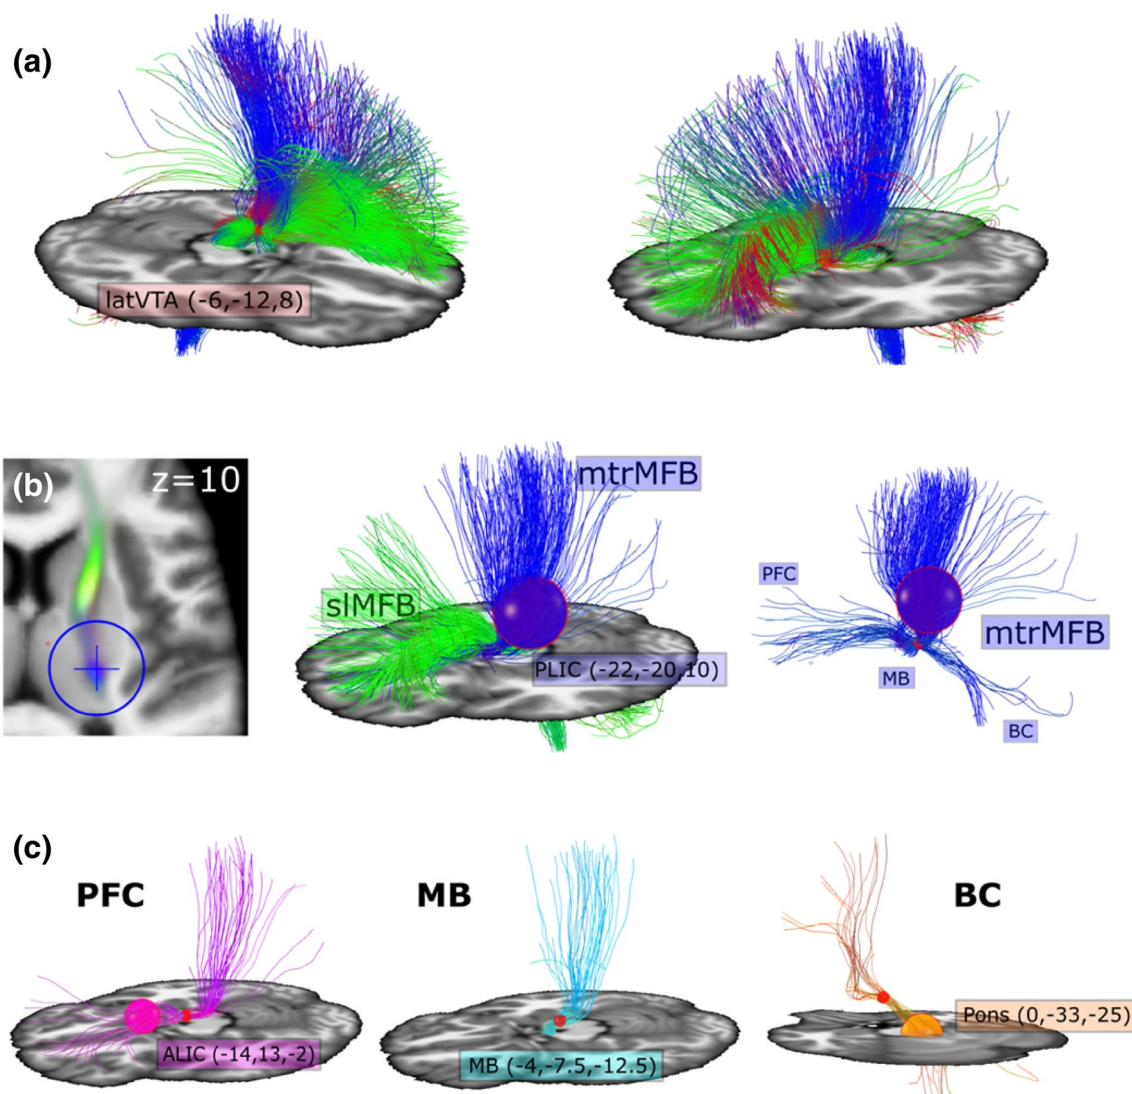 (a)
latVTA (-6,-12,8)
(b)
z=10
mtrMFB
slMFB
PLIC (-22,-20,10)
PFC
mtrMFB
MB
BC
(c)
PFC
MB
BC
ALIC (-14,13,-2)
MB (-4,-7.5,-12.5)
Pons (0,-33,-25)